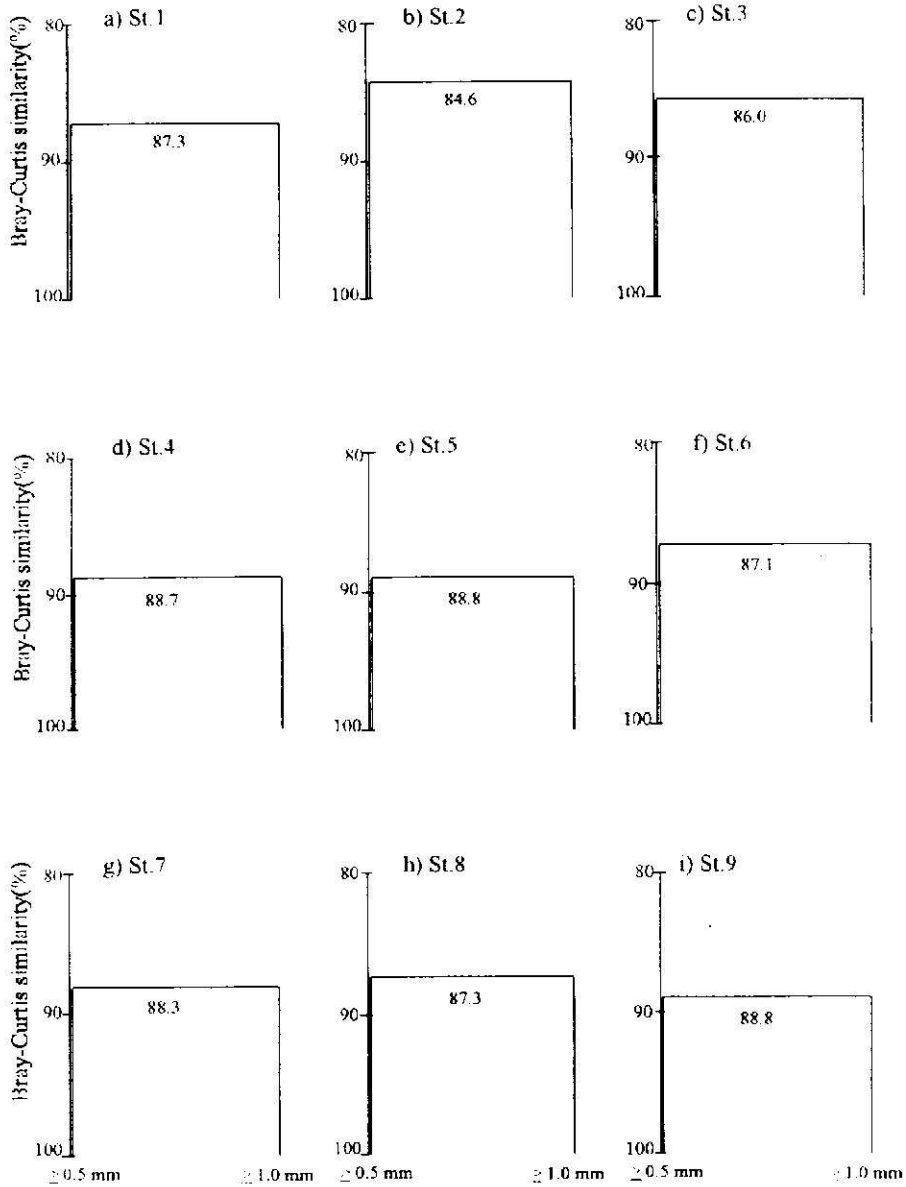 a) St.1
b) St.2
c) St.3
Bray-Curtis similarity(%)
80
90
100
87.3
80
90
100
84.6
80
90
100
86.0
d) St.4
e) St.5
f) St.6
Bray-Curtis similarity(%)
80
90
100
88.7
80
90
100
88.8
80
90
100
87.1
g) St.7
h) St.8
i) St.9
Bray-Curtis similarity(%)
80
90
100
88.3
80
90
100
87.3
80
90
100
88.8
≥0.5 mm ≥1.0 mm
≥0.5 mm ≥1.0 mm
≥0.5 mm ≥1.0 mm